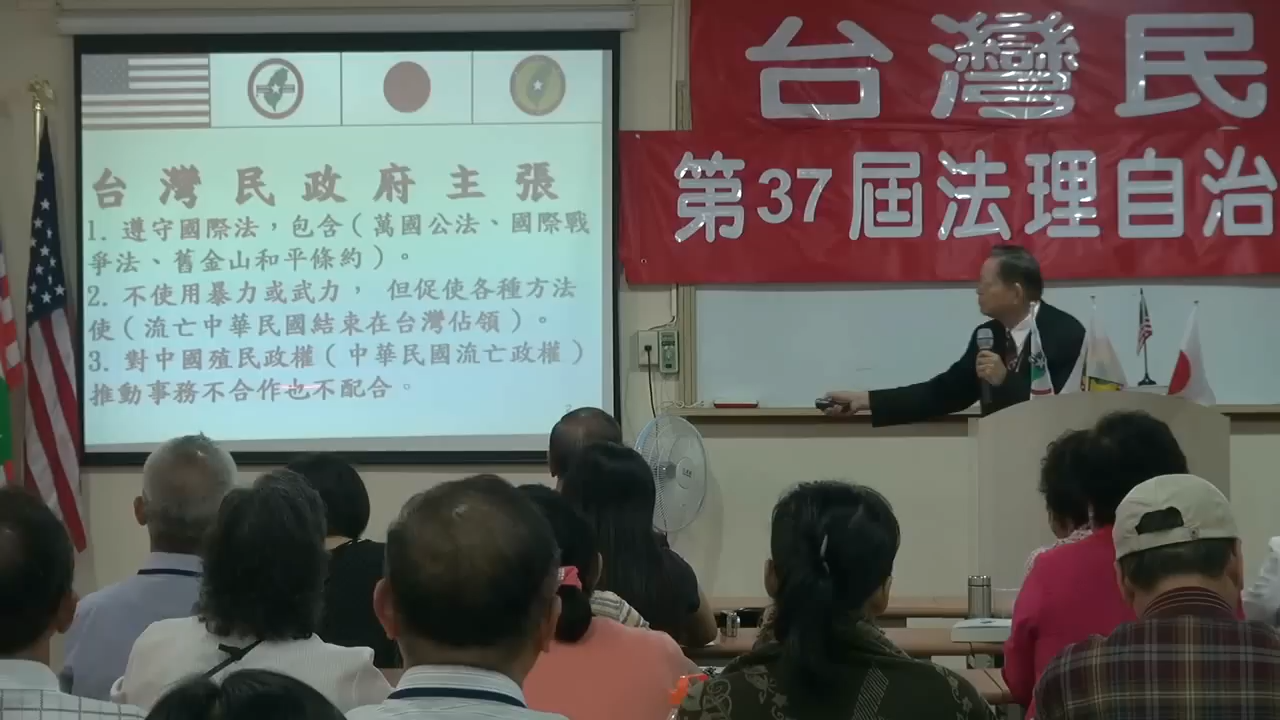 台灣民政府主張
1. 遵守國際法，包含（萬國公法、國際戰
爭法、舊金山和平條約）。
2. 不使用暴力或武力， 但促使各種方法
使（流亡中華民國結束在台灣佔領）。
3. 對中國殖民政權（中華民國流亡政權）
推動事務不合作也不配合。
2
台灣民
第37屆法理自治